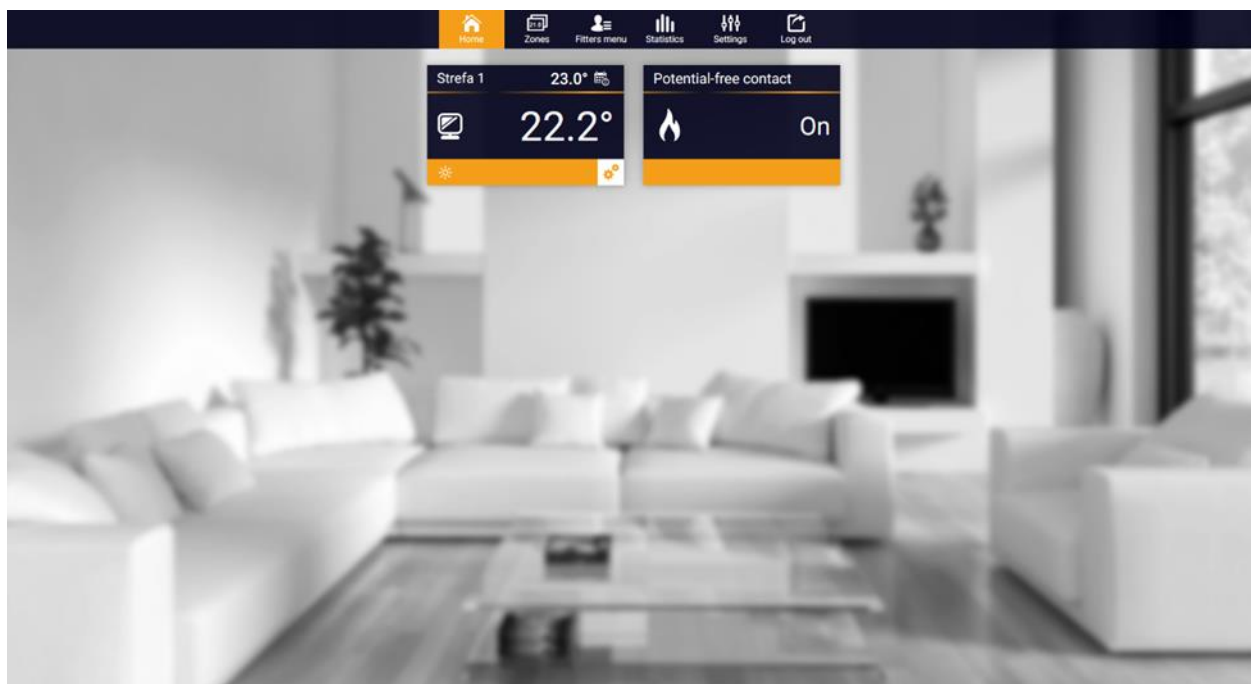 Home Zones Fitters menu Statistics Settings Log out
Strefa 1 23.0°
22.2°
Potential-free contact
On